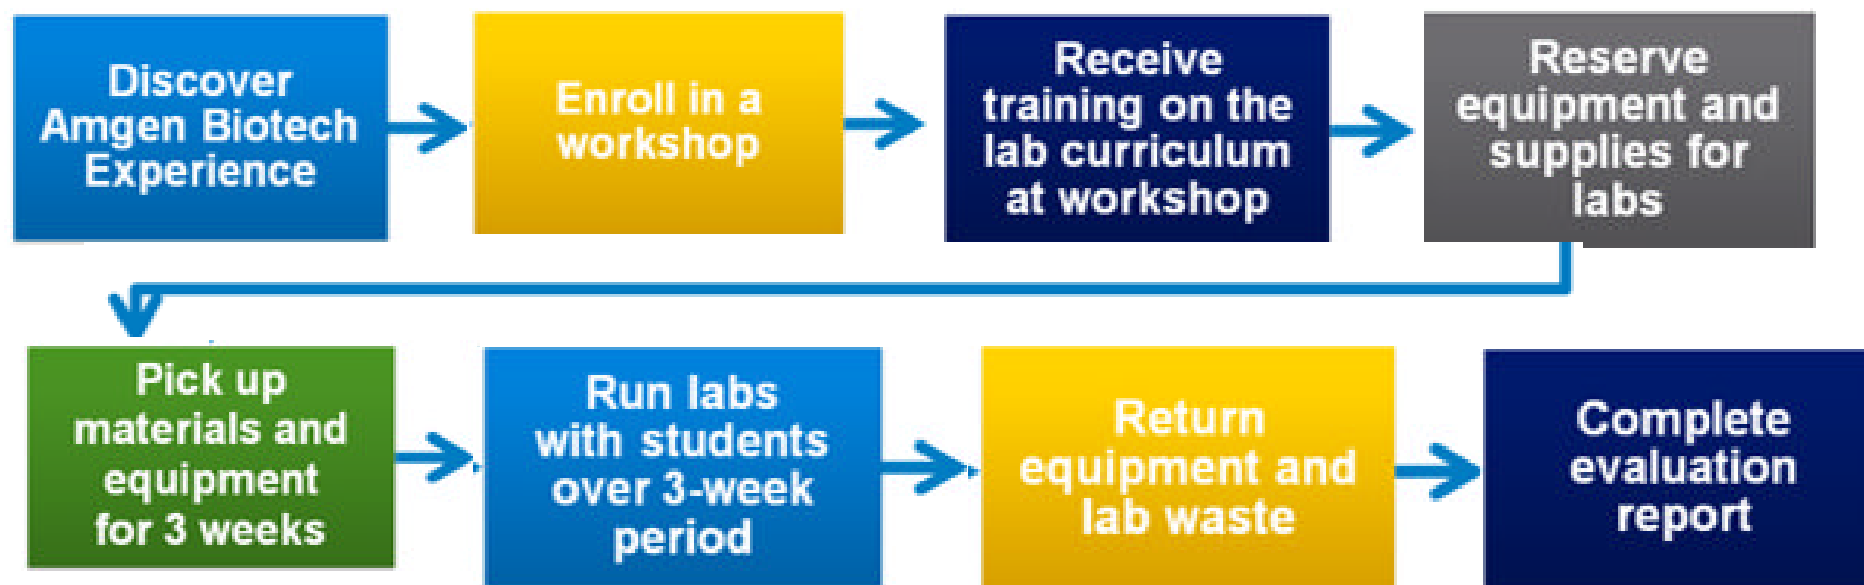 Discover
Amgen Biotech
Experience
Enroll in a
workshop
Receive
training on the
lab curriculum
at workshop
Reserve
equipment and
supplies for
labs
Pick up
materials and
equipment
for 3 weeks
Run labs
with students
over 3-week
period
Return
equipment and
lab waste
Complete
evaluation
report